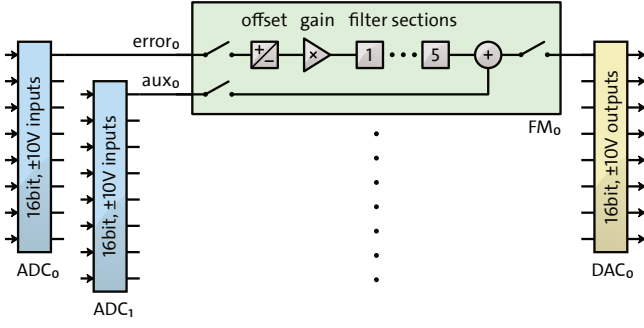 offset gain filter sections
error₀
+
−
×
1
5
+
aux₀
FM₀
16bit, ±10V inputs
16bit, ±10V inputs
16bit, ±10V outputs
ADC₀
DAC₀
ADC₁